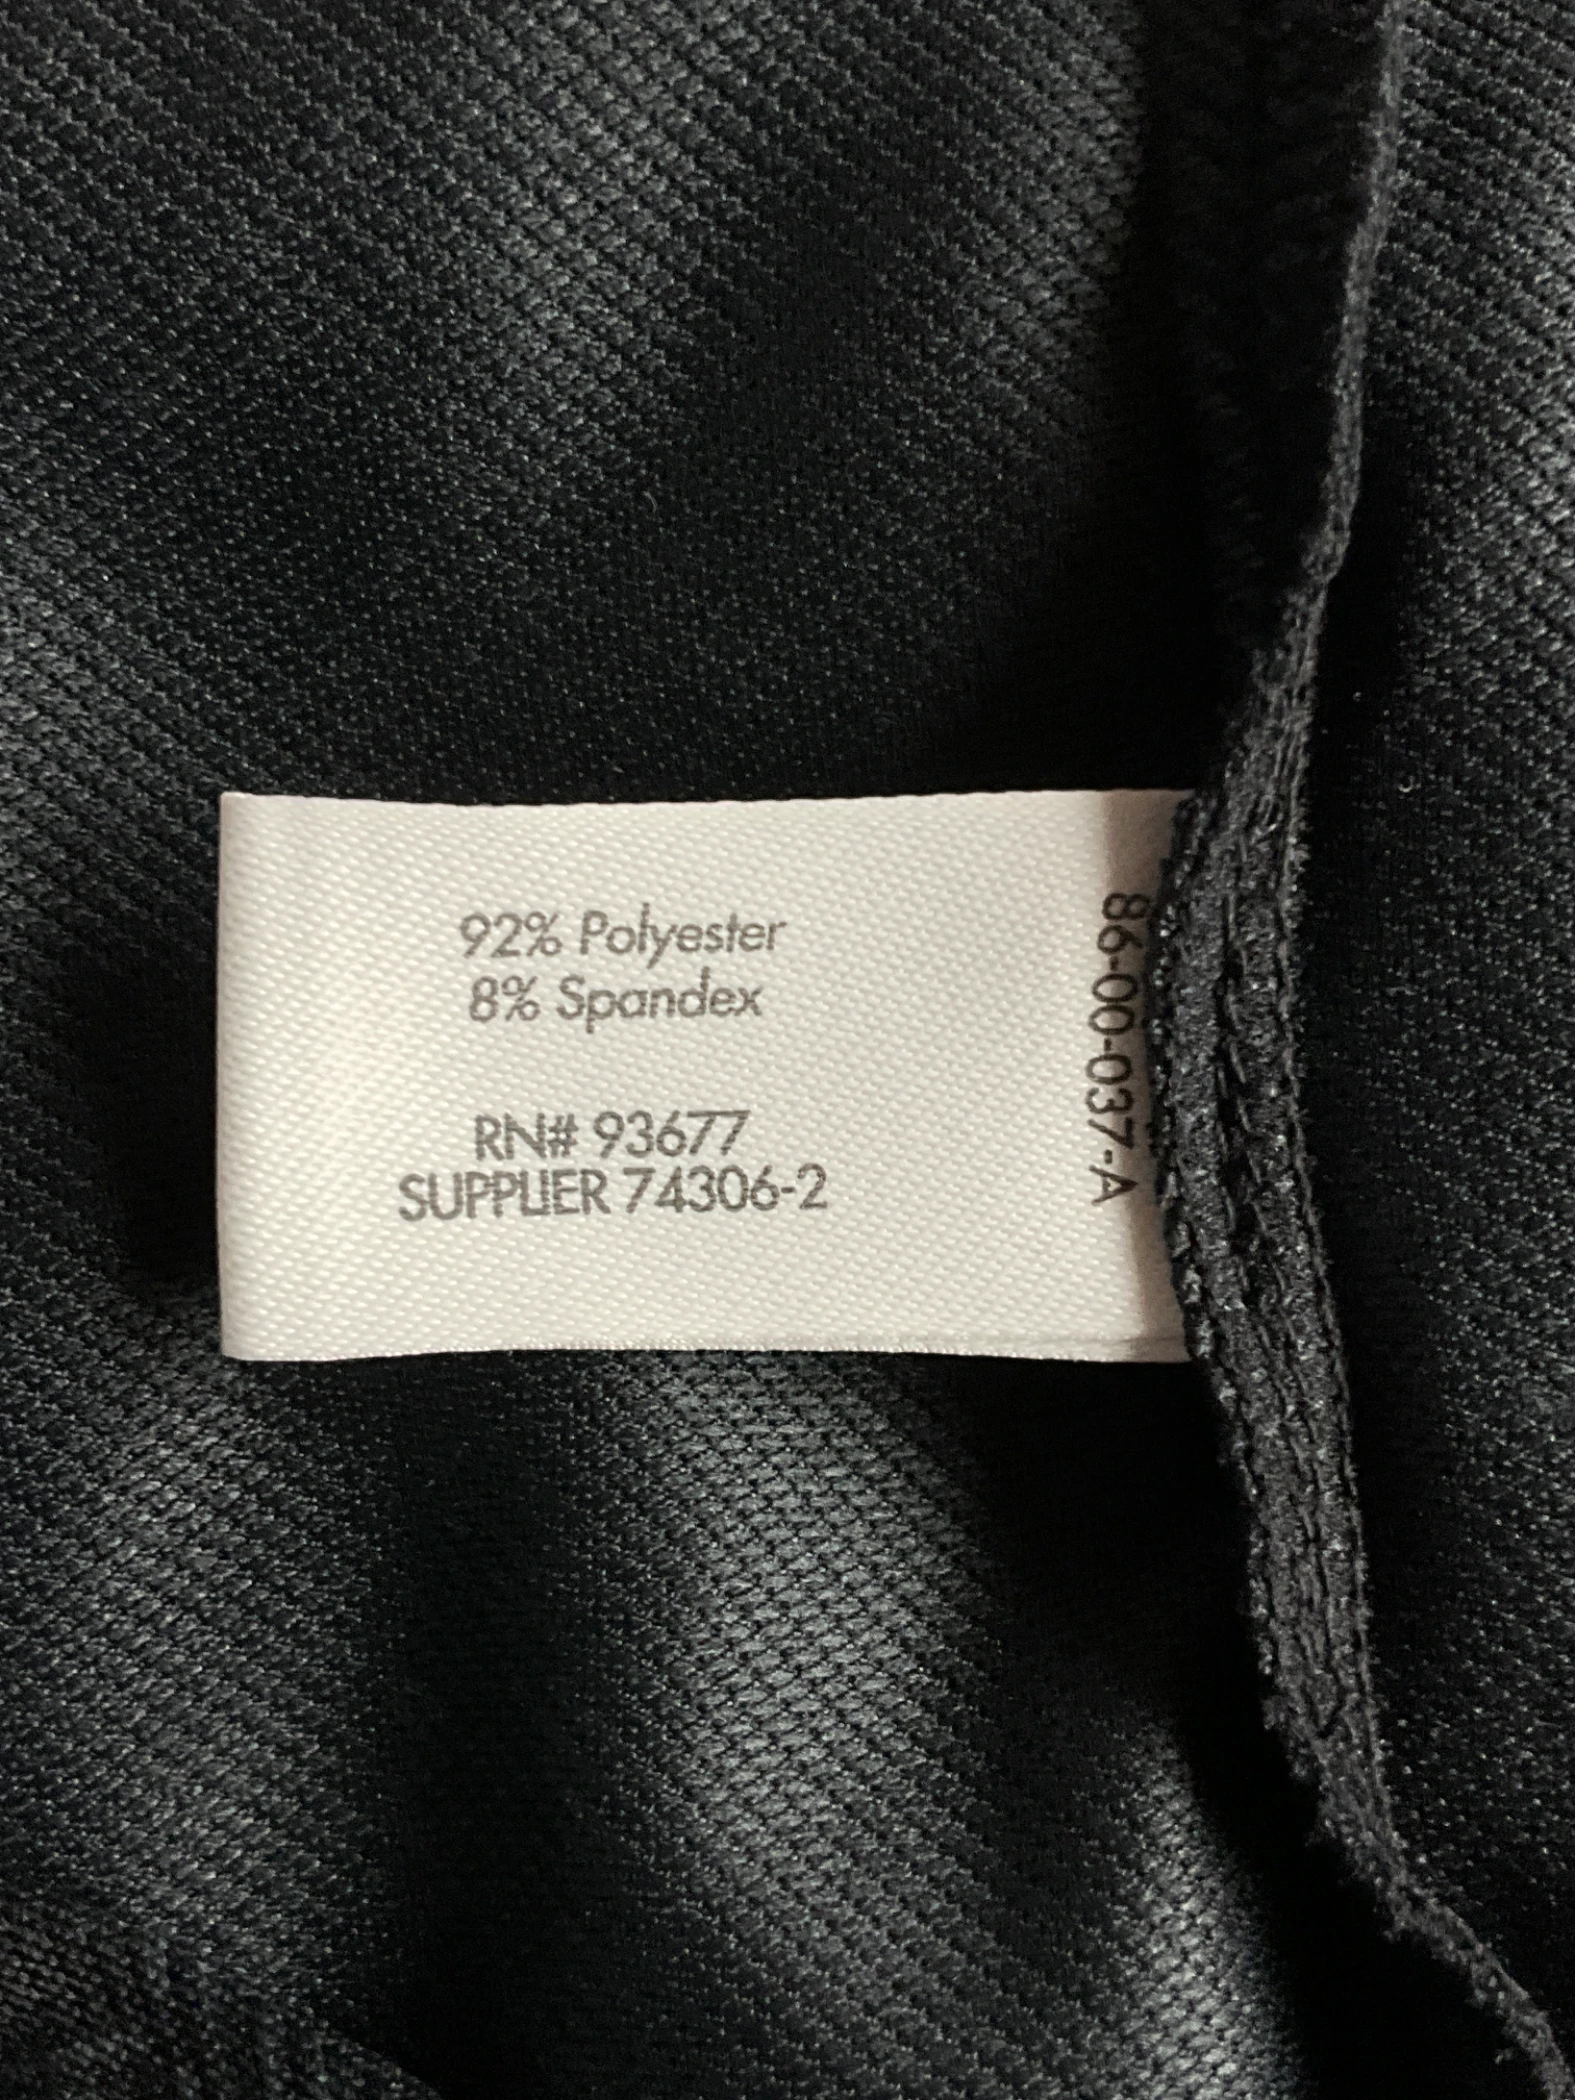 92% Polyester
8% Spandex
RN# 93677
SUPPLIER 74306-2
86-00-037-A